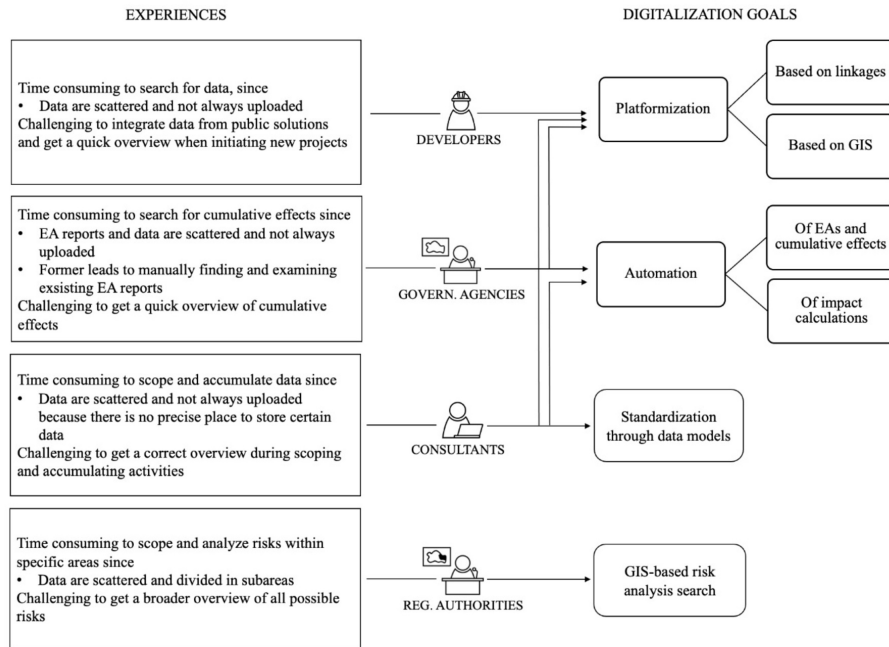 EXPERIENCES
DIGITALIZATION GOALS
Time consuming to search for data, since
• Data are scattered and not always uploaded
Challenging to integrate data from public solutions
and get a quick overview when initiating new projects
DEVELOPERS
Platformization
Based on linkages
Based on GIS
Time consuming to search for cumulative effects since
• EA reports and data are scattered and not always
uploaded
• Former leads to manually finding and examining
exsisting EA reports
Challenging to get a quick overview of cumulative
effects
GOVERN. AGENCIES
Automation
Of EAs and
cumulative effects
Of impact
calculations
Time consuming to scope and accumulate data since
• Data are scattered and not always uploaded
because there is no precise place to store certain
data
Challenging to get a correct overview during scoping
and accumulating activities
CONSULTANTS
Standardization
through data models
Time consuming to scope and analyze risks within
specific areas since
• Data are scattered and divided in subareas
Challenging to get a broader overview of all possible
risks
REG. AUTHORITIES
GIS-based risk
analysis search